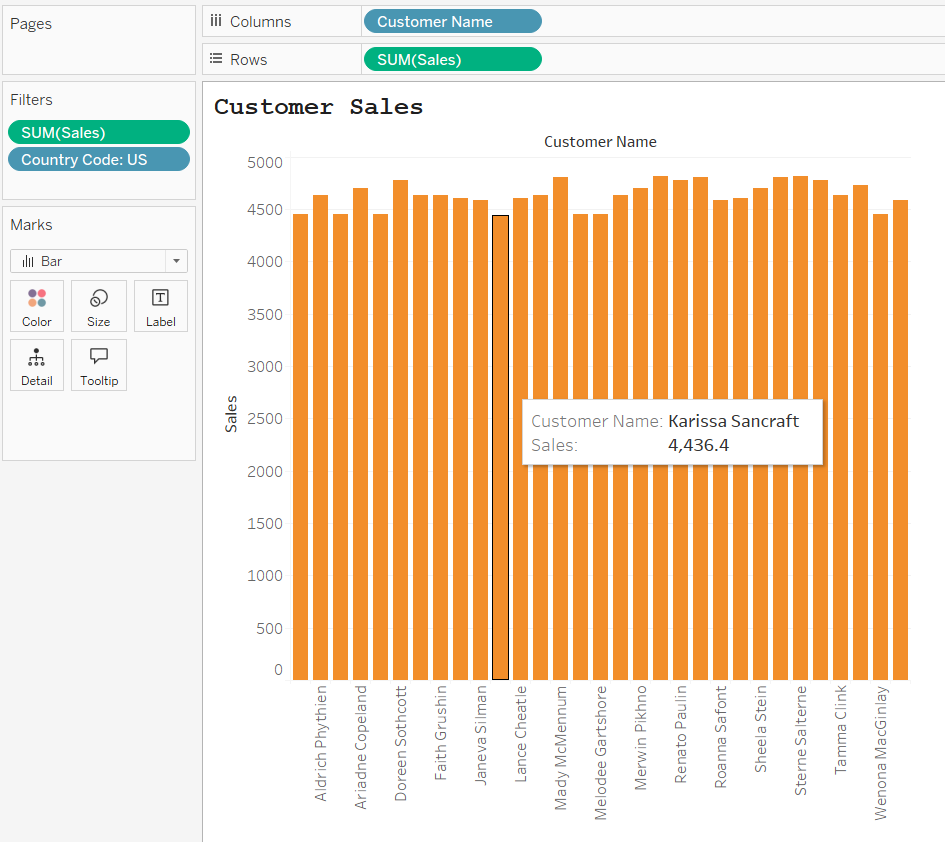 Pages
Columns
Customer Name
Rows
SUM(Sales)
Filters
SUM(Sales)
Country Code: US
Marks
Bar
Color
Size
Label
Detail
Tooltip
Customer Sales
Customer Name
Sales
5000
4500
4000
3500
3000
2500
2000
1500
1000
500
0
Customer Name: Karissa Sancraft
Sales: 4,436.4
Aldrich Phythien
Ariadne Copeland
Doreen Sothcott
Faith Grushin
Janeva Silman
Lance Cheatle
Mady McMennum
Melodee Gartshore
Merwin Pikhno
Renato Paulin
Roanna Safont
Sheela Stein
Sterne Salterne
Tamma Clink
Wenona MacGinlay